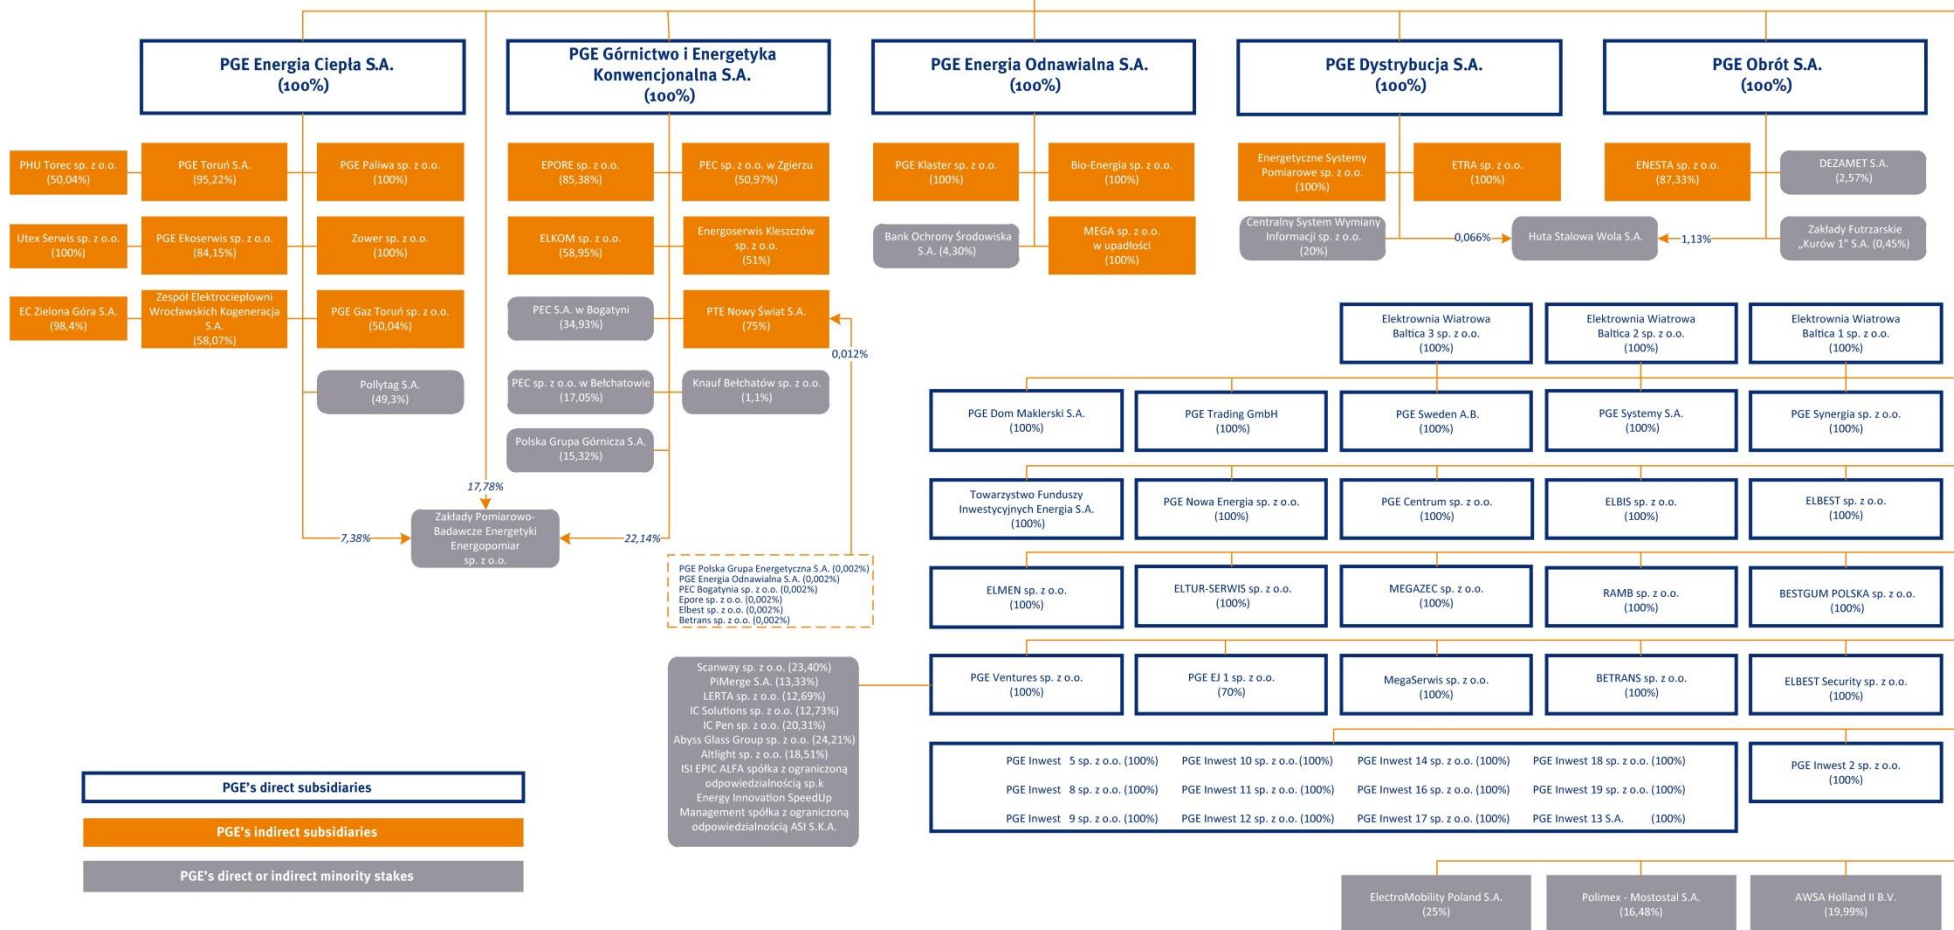 PGE Energia Ciepła S.A.
(100%)
PGE Górnictwo i Energetyka
Konwencjonalna S.A.
(100%)
PGE Energia Odnawialna S.A.
(100%)
PGE Dystrybucja S.A.
(100%)
PGE Obrót S.A.
(100%)
PHU Torec sp. z o.o.
(50,04%)
PGE Toruń S.A.
(95,22%)
PGE Paliwa sp. z o.o.
(100%)
EPORE sp. z o.o.
(85,38%)
PEC sp. z o.o. w Zgierzu
(50,97%)
PGE Klaster sp. z o.o.
(100%)
Bio-Energia sp. z o.o.
(100%)
Energetyczne Systemy
Pomiarowe sp. z o.o.
(100%)
ETRA sp. z o.o.
(100%)
ENESTA sp. z o.o.
(87,33%)
DEZAMET S.A.
(2,57%)
Utex Serwis sp. z o.o.
(100%)
PGE Ekoserwis sp. z o.o.
(84,15%)
Zower sp. z o.o.
(100%)
ELKOM sp. z o.o.
(58,95%)
Energoserwis Kleszczów
sp. z o.o.
(51%)
Bank Ochrony Środowiska
S.A. (4,30%)
MEGA sp. z o.o.
w upadłości
(100%)
Centralny System Wymiany
Informacji sp. z o.o.
(20%)
0,066%
Huta Stalowa Wola S.A.
1,13%
Zakłady Futrzarskie
„Kurów 1" S.A. (0,45%)
EC Zielona Góra S.A.
(98,4%)
Zespół Elektrociepłowni
Wrocławskich Kogeneracja
S.A.
(58,07%)
PGE Gaz Toruń sp. z o.o.
(50,04%)
PEC S.A. w Bogatyni
(34,93%)
PTE Nowy Świat S.A.
(75%)
0,012%
Elektrownia Wiatrowa
Baltica 3 sp. z o.o.
(100%)
Elektrownia Wiatrowa
Baltica 2 sp. z o.o.
(100%)
Elektrownia Wiatrowa
Baltica 1 sp. z o.o.
(100%)
Pollytag S.A.
(49,3%)
PEC sp. z o.o. w Bełchatowie
(17,05%)
Knauf Bełchatów sp. z o.o.
(1,1%)
PGE Dom Maklerski S.A.
(100%)
PGE Trading GmbH
(100%)
PGE Sweden A.B.
(100%)
PGE Systemy S.A.
(100%)
PGE Synergia sp. z o.o.
(100%)
Polska Grupa Górnicza S.A.
(15,32%)
17,78%
Zakłady Pomiarowo-
Badawcze Energetyki
Energopomiar
sp. z o.o.
7,38%
22,14%
Towarzystwo Funduszy
Inwestycyjnych Energia S.A.
(100%)
PGE Nowa Energia sp. z o.o.
(100%)
PGE Centrum sp. z o.o.
(100%)
ELBIS sp. z o.o.
(100%)
ELBEST sp. z o.o.
(100%)
PGE Polska Grupa Energetyczna S.A. (0,002%)
PGE Energia Odnawialna S.A. (0,002%)
PEC Bogatynia sp. z o.o. (0,002%)
Epore sp. z o.o. (0,002%)
Elbest sp. z o.o. (0,002%)
Betrans sp. z o.o. (0,002%)
ELMEN sp. z o.o.
(100%)
ELTUR-SERWIS sp. z o.o.
(100%)
MEGAZEC sp. z o.o.
(100%)
RAMB sp. z o.o.
(100%)
BESTGUM POLSKA sp. z o.o.
(100%)
Scanway sp. z o.o. (23,40%)
PiMerge S.A. (13,33%)
LERTA sp. z o.o. (12,69%)
IC Solutions sp. z o.o. (12,73%)
IC Pen sp. z o.o. (20,31%)
Abyss Glass Group sp. z o.o. (24,21%)
Altlight sp. z o.o. (18,51%)
ISI EPIC ALFA spółka z ograniczoną
odpowiedzialnością sp.k
Energy Innovation SpeedUp
Management spółka z ograniczoną
odpowiedzialnością ASI S.K.A.
PGE Ventures sp. z o.o.
(100%)
PGE EJ 1 sp. z o.o.
(70%)
MegaSerwis sp. z o.o.
(100%)
BETRANS sp. z o.o.
(100%)
ELBEST Security sp. z o.o.
(100%)
PGE Inwest 5 sp. z o.o. (100%) PGE Inwest 10 sp. z o.o. (100%) PGE Inwest 14 sp. z o.o. (100%) PGE Inwest 18 sp. z o.o. (100%)
PGE Inwest 8 sp. z o.o. (100%) PGE Inwest 11 sp. z o.o. (100%) PGE Inwest 16 sp. z o.o. (100%) PGE Inwest 19 sp. z o.o. (100%)
PGE Inwest 9 sp. z o.o. (100%) PGE Inwest 12 sp. z o.o. (100%) PGE Inwest 17 sp. z o.o. (100%) PGE Inwest 13 S.A. (100%)
PGE Inwest 2 sp. z o.o.
(100%)
PGE's direct subsidiaries
PGE's indirect subsidiaries
PGE's direct or indirect minority stakes
ElectroMobility Poland S.A.
(25%)
Polimex - Mostostal S.A.
(16,48%)
AWSA Holland II B.V.
(19,99%)